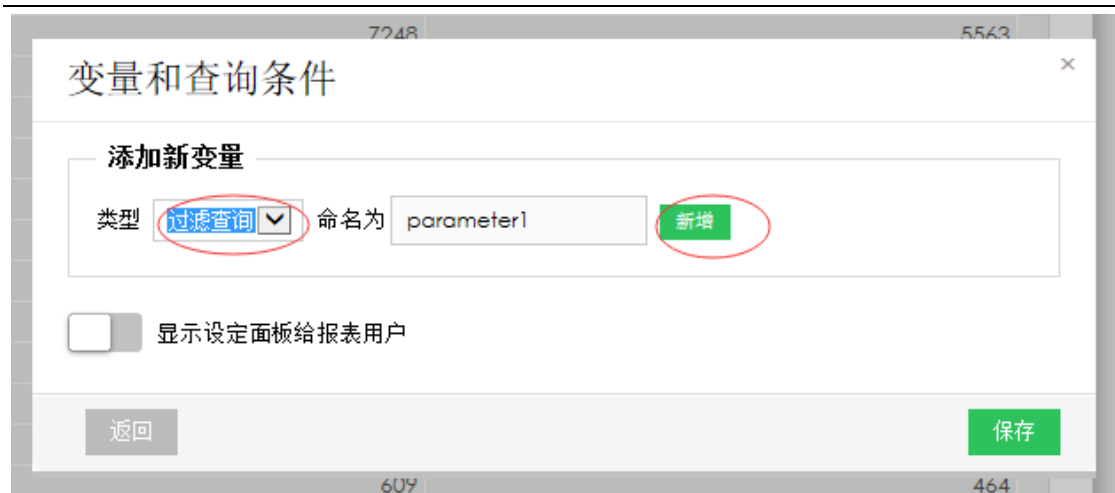 7248 5563
变量和查询条件 ×
添加新变量
类型 过滤查询 命名为 parameter1 新增
显示设定面板给报表用户
返回 保存
609 464